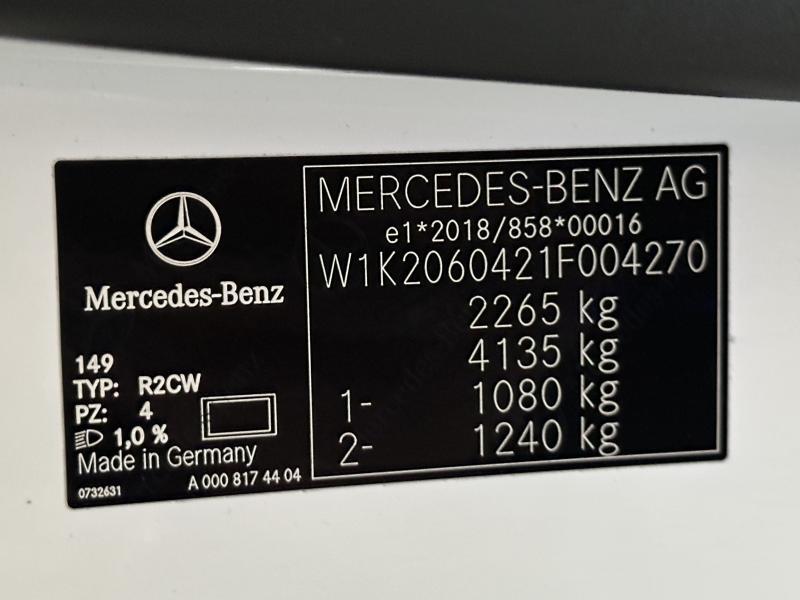 Mercedes-Benz
149
TYP: R2CW
PZ: 4
1,0 %
Made in Germany
0732631
A 000 817 44 04
MERCEDES-BENZ AG
e1*2018/858*00016
W1K2060421F004270
2265 kg
4135 kg
1- 1080 kg
2- 1240 kg